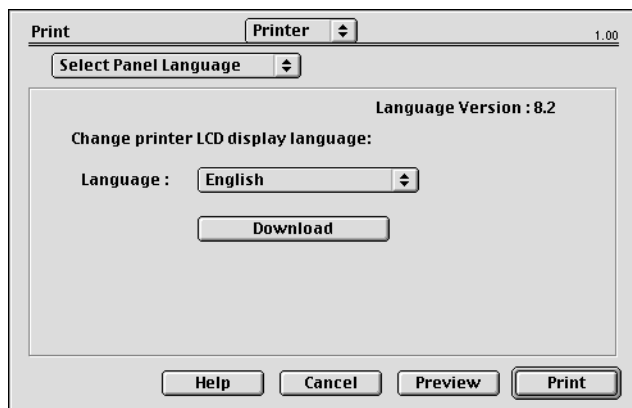 Print Printer 1.00
Select Panel Language
Language Version : 8.2
Change printer LCD display language:
Language : English
Download
Help Cancel Preview Print